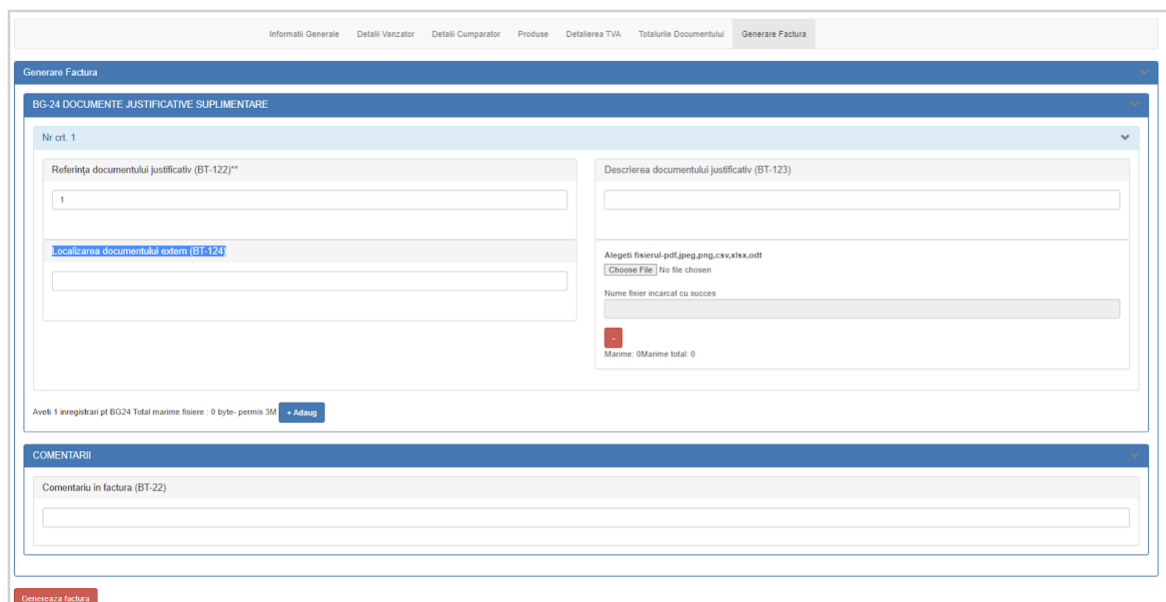 Informatii Generale Detalii Vanzator Detalii Cumparator Produse Detalierea TVA Totalurile Documentului Generare Factura
Generare Factura
BG-24 DOCUMENTE JUSTIFICATIVE SUPLIMENTARE
Nr crt. 1
Referința documentului justificativ (BT-122)**
1
Descrierea documentului justificativ (BT-123)
Localizarea documentului extern (BT-124)
Alegeti fisierul-pdf,jpeg,png,csv,xlsx,odt
Choose File No file chosen
Nume fisier incarcat cu succes
-
Marime: 0Marime total: 0
Aveti 1 inregistrari pt BG24 Total marime fisiere : 0 byte- permis 3M + Adaug
COMENTARII
Comentariu in factura (BT-22)
Genereaza factura